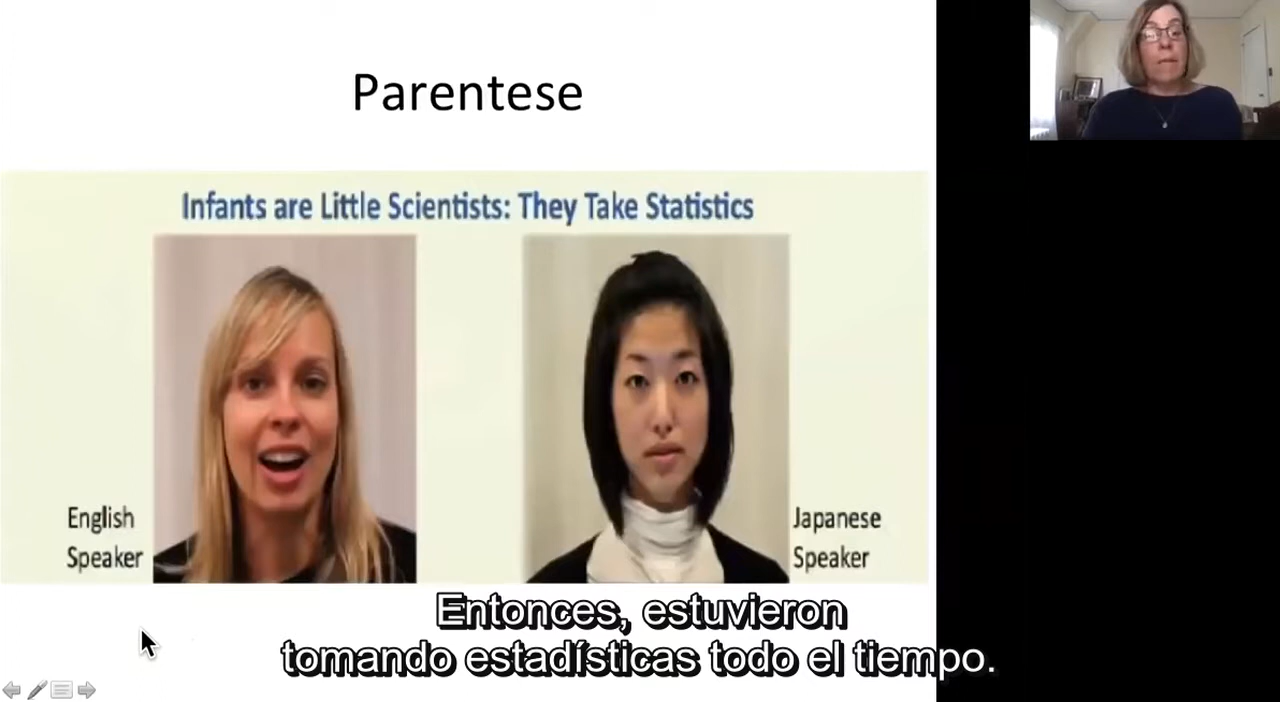 Parentese
Infants are Little Scientists: They Take Statistics
English
Speaker
Japanese
Speaker
Entonces, estuvieron
tomando estadísticas todo el tiempo.